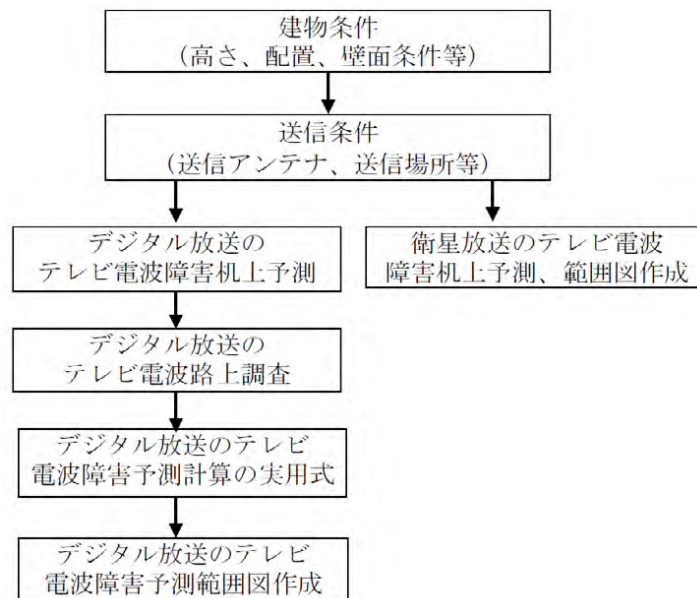 建物条件
（高さ、配置、壁面条件等）
送信条件
（送信アンテナ、送信場所等）
デジタル放送の
テレビ電波障害机上予測
衛星放送のテレビ電波
障害机上予測、範囲図作成
デジタル放送の
テレビ電波路上調査
デジタル放送のテレビ
電波障害予測計算の実用式
デジタル放送のテレビ
電波障害予測範囲図作成